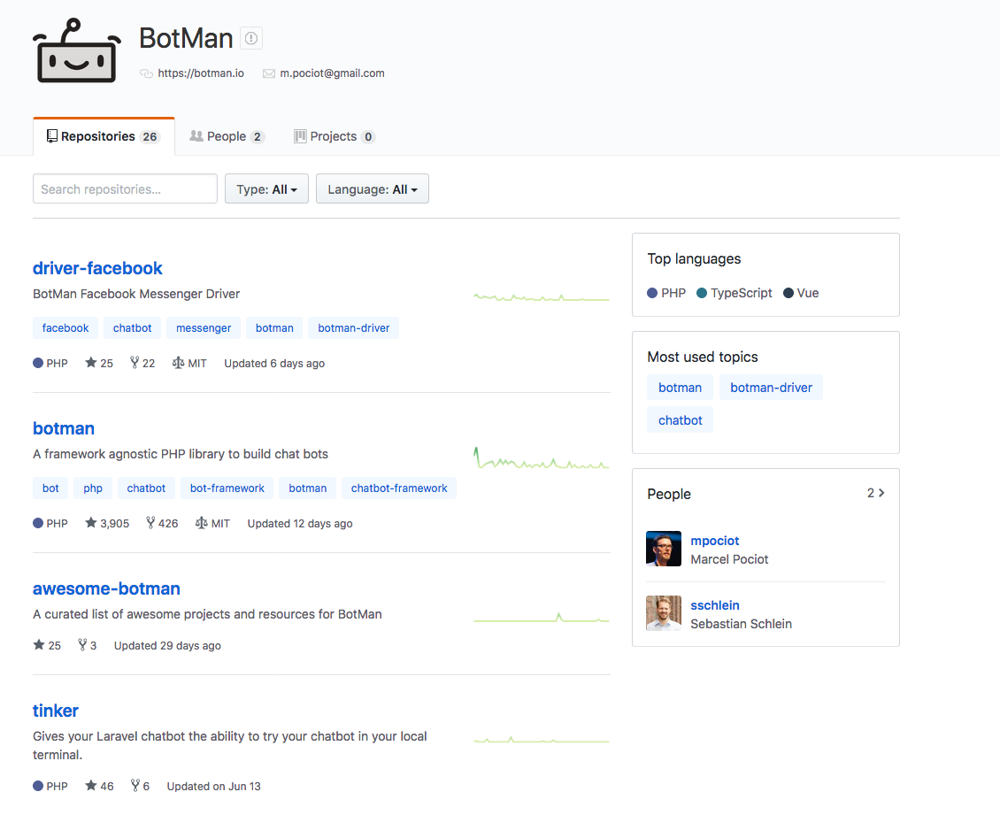 BotMan
https://botman.io m.pociot@gmail.com
Repositories 26 People 2 Projects 0
Search repositories... Type: All Language: All
driver-facebook
BotMan Facebook Messenger Driver
facebook chatbot messenger botman botman-driver
PHP 25 22 MIT Updated 6 days ago
botman
A framework agnostic PHP library to build chat bots
bot php chatbot bot-framework botman chatbot-framework
PHP 3,905 426 MIT Updated 12 days ago
awesome-botman
A curated list of awesome projects and resources for BotMan
25 3 Updated 29 days ago
tinker
Gives your Laravel chatbot the ability to try your chatbot in your local
terminal.
PHP 46 6 Updated on Jun 13
Top languages
PHP TypeScript Vue
Most used topics
botman botman-driver
chatbot
People 2
mpociot
Marcel Pociot
sschlein
Sebastian Schlein